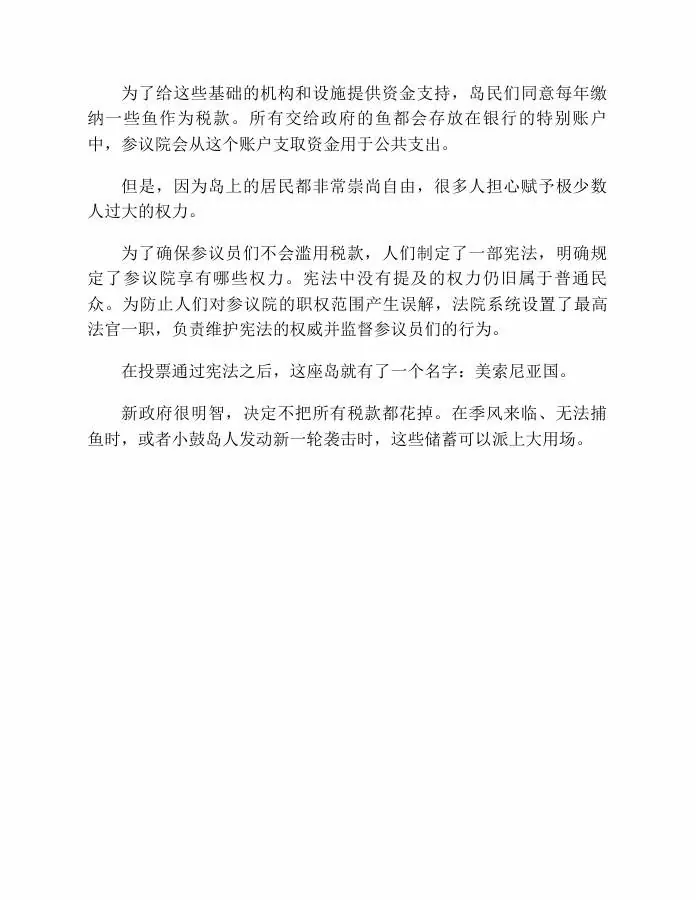 为了给这些基础的机构和设施提供资金支持，岛民们同意每年缴
纳一些鱼作为税款。所有交给政府的鱼都会存放在银行的特别账户
中，参议院会从这个账户支取资金用于公共支出。
但是，因为岛上的居民都非常崇尚自由，很多人担心赋予极少数
人过大的权力。
为了确保参议员们不会滥用税款，人们制定了一部宪法，明确规
定了参议院享有哪些权力。宪法中没有提及的权力仍旧属于普通民
众。为防止人们对参议院的职权范围产生误解，法院系统设置了最高
法官一职，负责维护宪法的权威并监督参议员们的行为。
在投票通过宪法之后，这座岛就有了一个名字：美索尼亚国。
新政府很明智，决定不把所有税款都花掉。在季风来临、无法捕
鱼时，或者小鼓岛人发动新一轮袭击时，这些储蓄可以派上大用场。